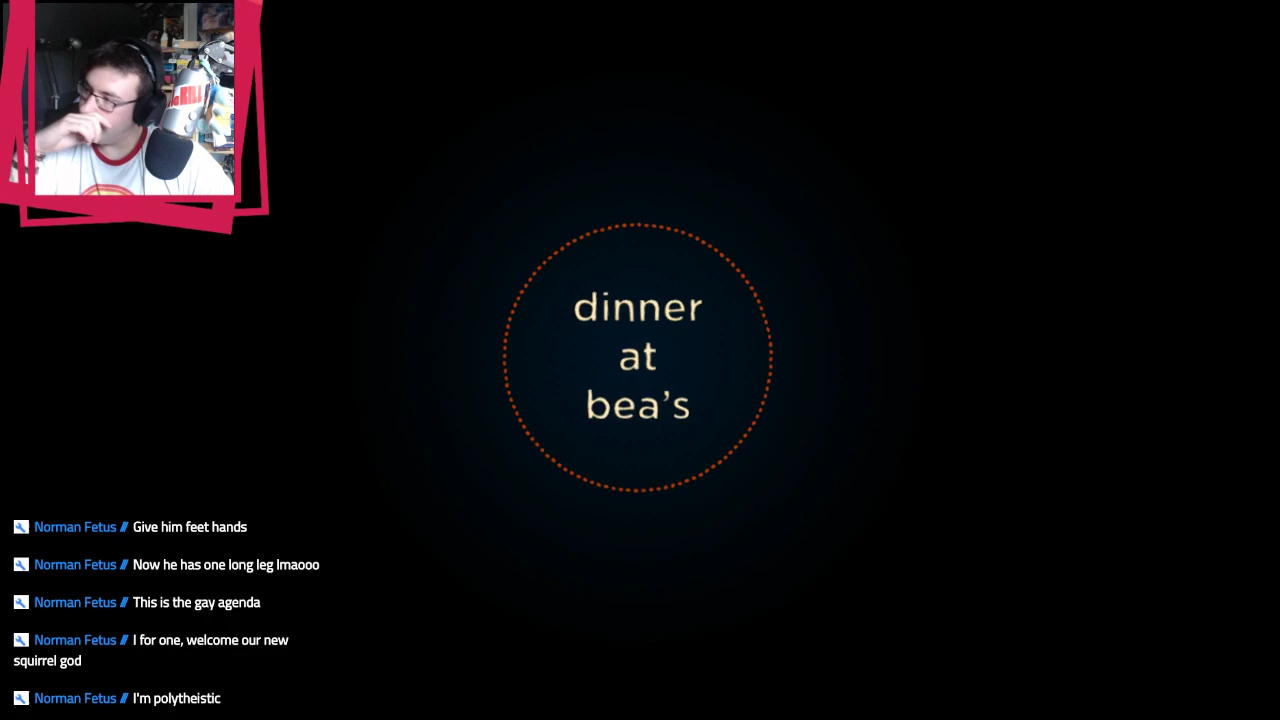 dinner
at
bea's
Norman Fetus // Give him feet hands
Norman Fetus // Now he has one long leg lmaooo
Norman Fetus // This is the gay agenda
Norman Fetus // I for one, welcome our new
squirrel god
Norman Fetus // I'm polytheistic